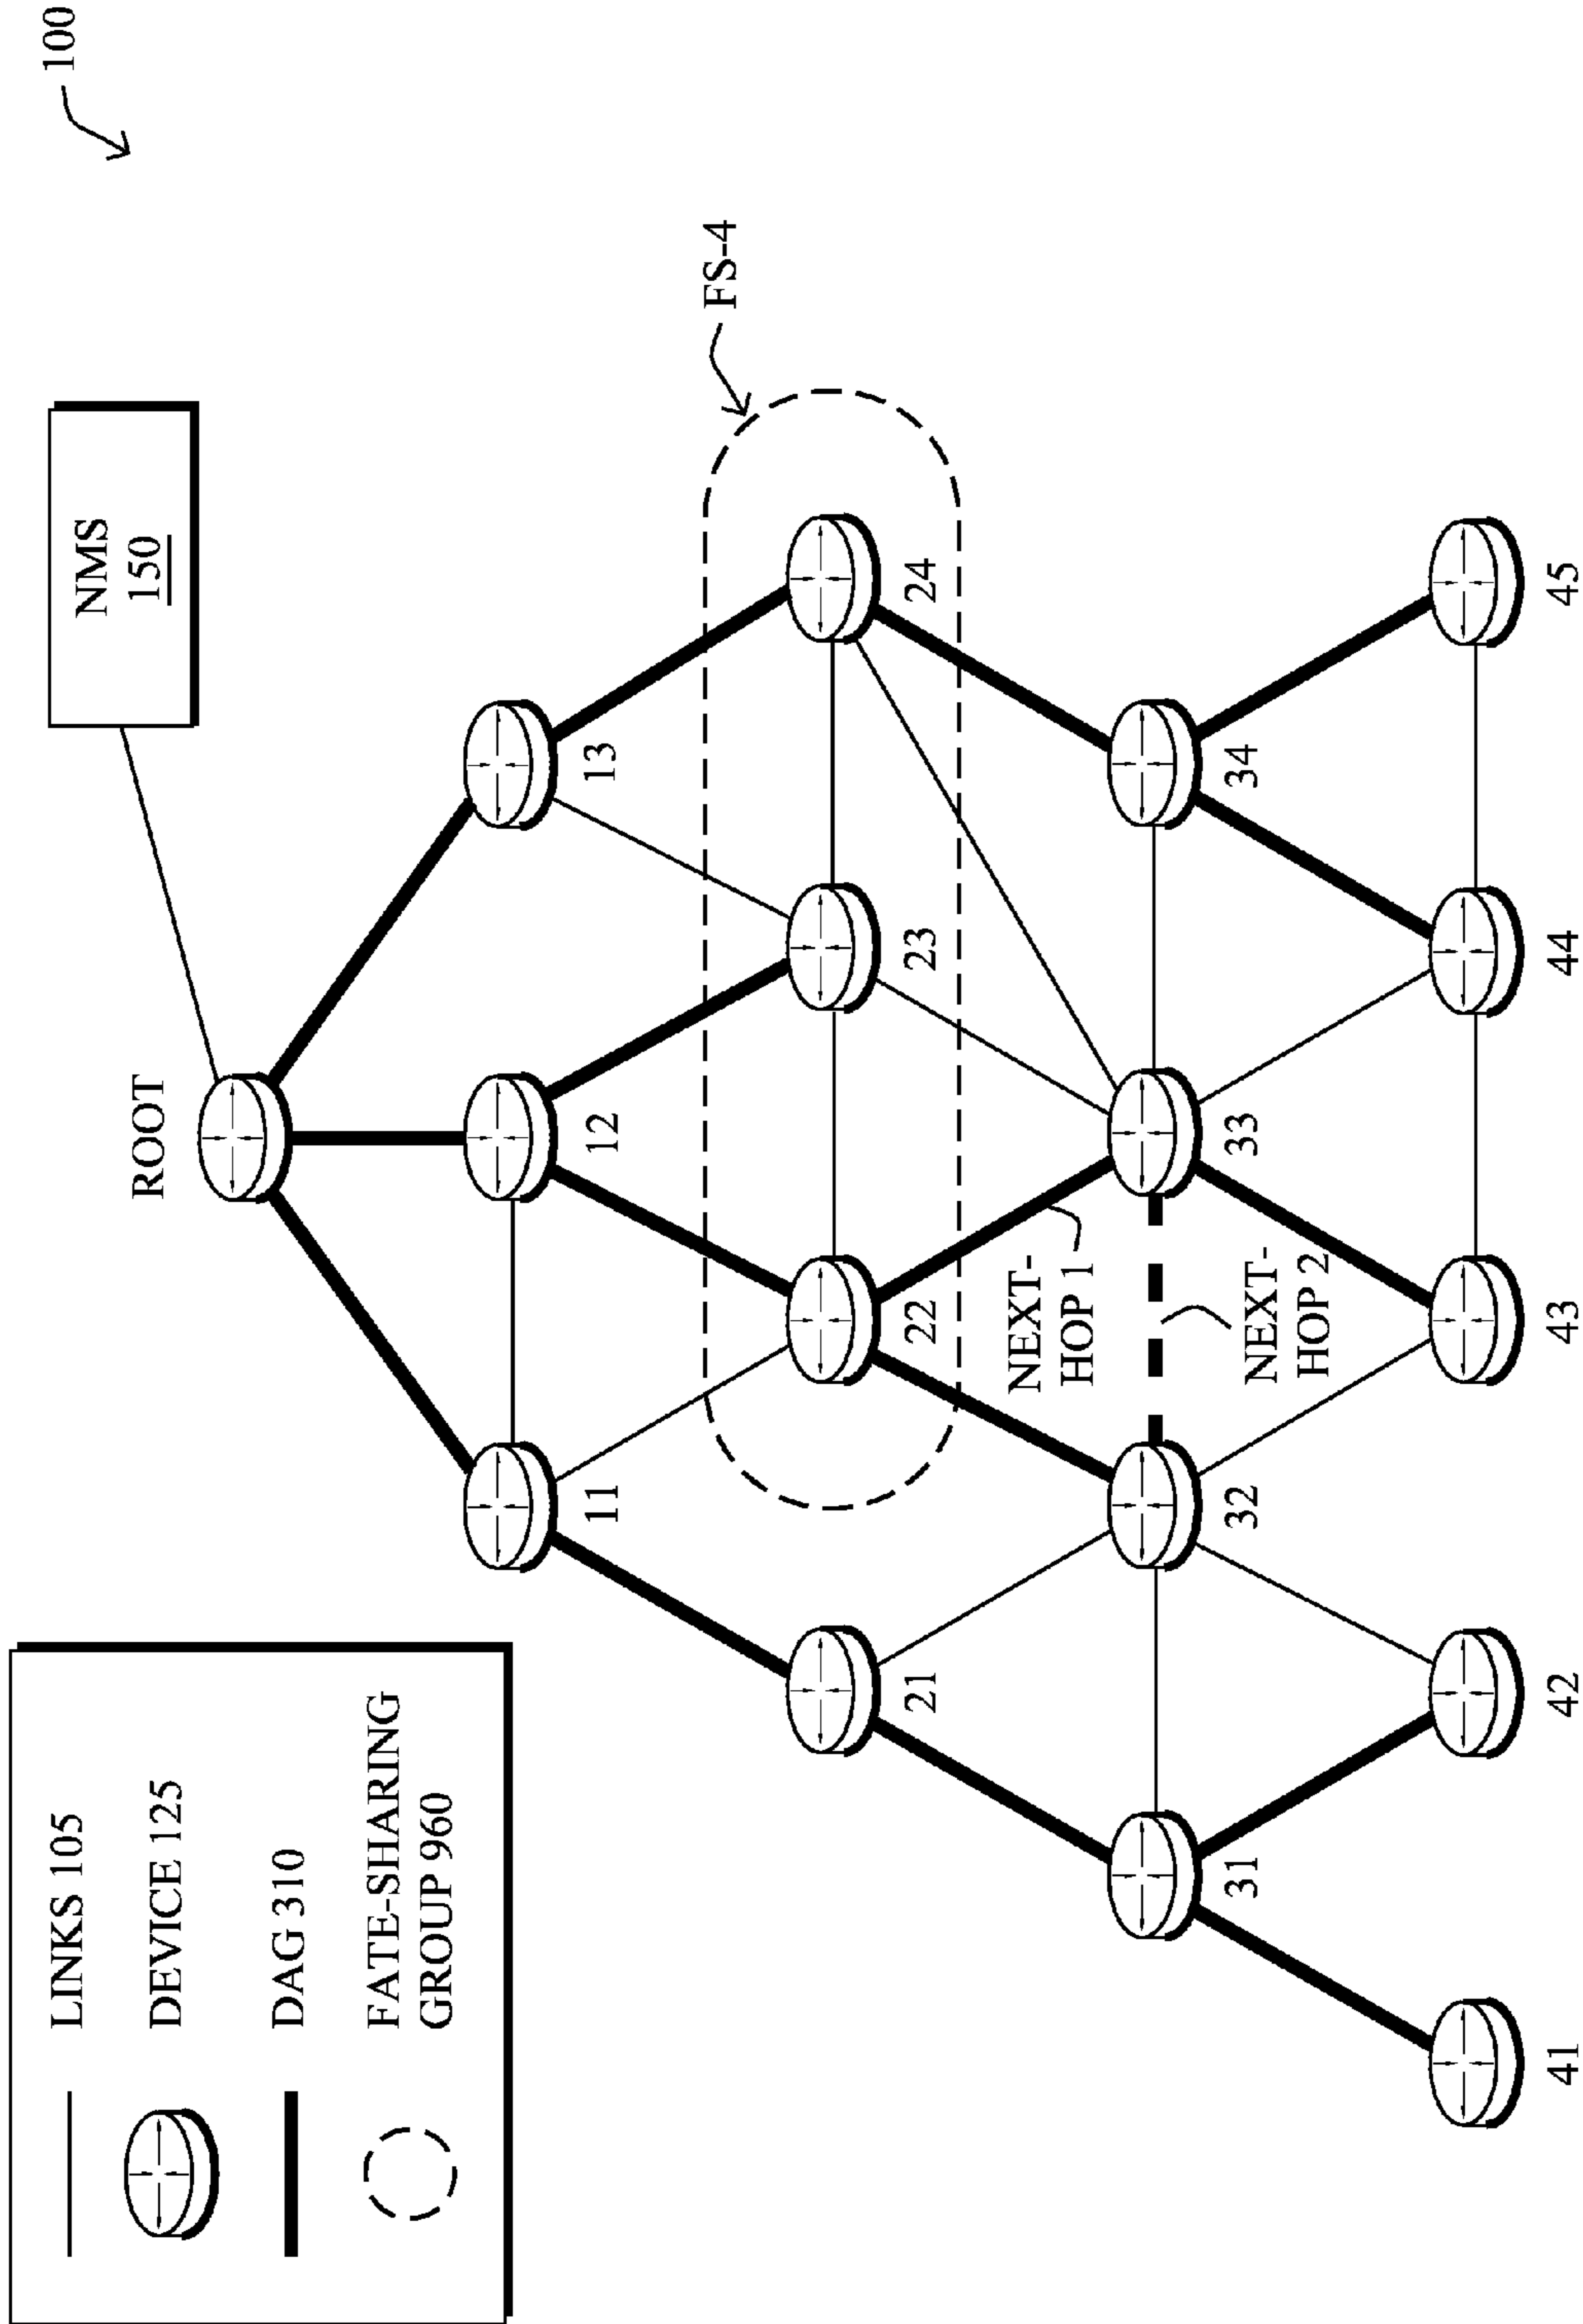 LINKS 105
DEVICE 125
DAG 310
FATE-SHARING
GROUP 960
NMS
150
100
ROOT
11
12
13
FS-4
21
22
23
24
NEXT-
HOP 1
31
32
33
34
NEXT-
HOP 2
41
42
43
44
45